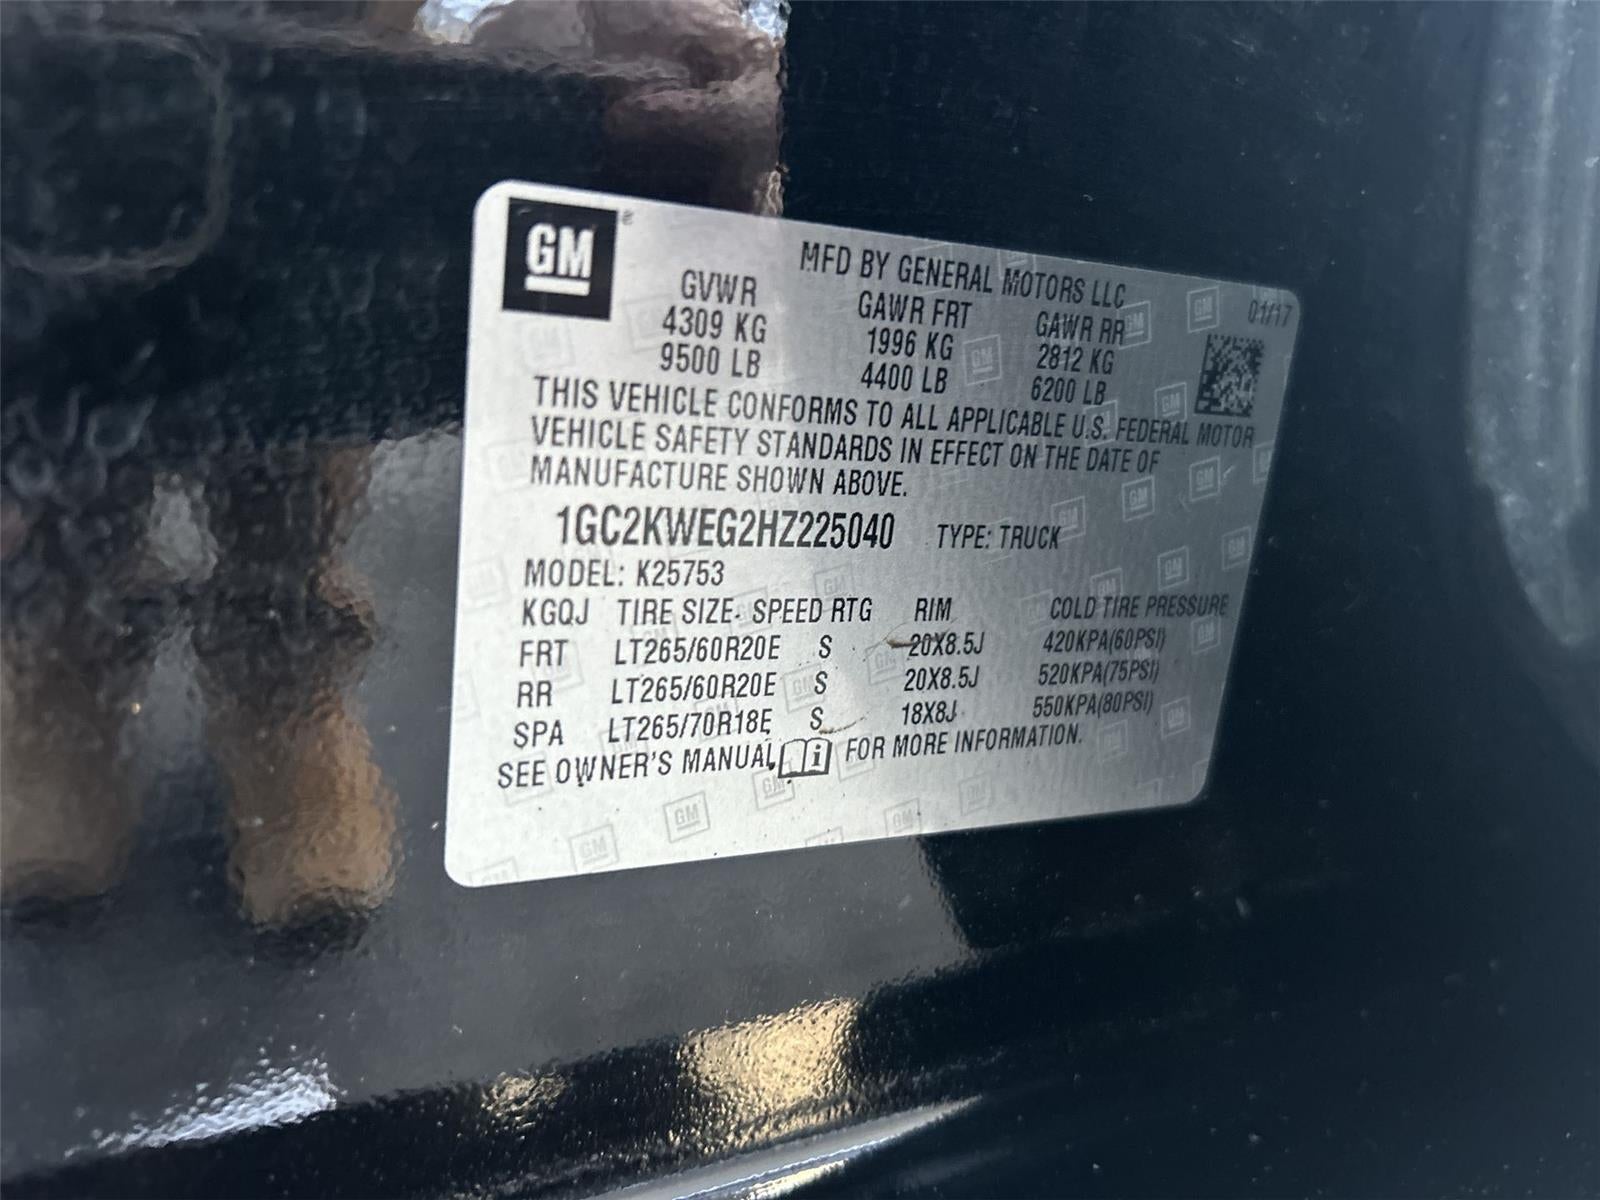 GM
MFD BY GENERAL MOTORS LLC
01/17
GVWR GAWR FRT GAWR RR
4309 KG 1996 KG 2812 KG
9500 LB 4400 LB 6200 LB
THIS VEHICLE CONFORMS TO ALL APPLICABLE U.S. FEDERAL MOTOR
VEHICLE SAFETY STANDARDS IN EFFECT ON THE DATE OF
MANUFACTURE SHOWN ABOVE.
1GC2KWEG2HZ225040 TYPE: TRUCK
MODEL: K25753
KGQJ TIRE SIZE SPEED RTG RIM COLD TIRE PRESSURE
FRT LT265/60R20E S 20X8.5J 420KPA(60PSI)
RR LT265/60R20E S 20X8.5J 520KPA(75PSI)
SPA LT265/70R18E S 18X8J 550KPA(80PSI)
SEE OWNER'S MANUAL i FOR MORE INFORMATION.